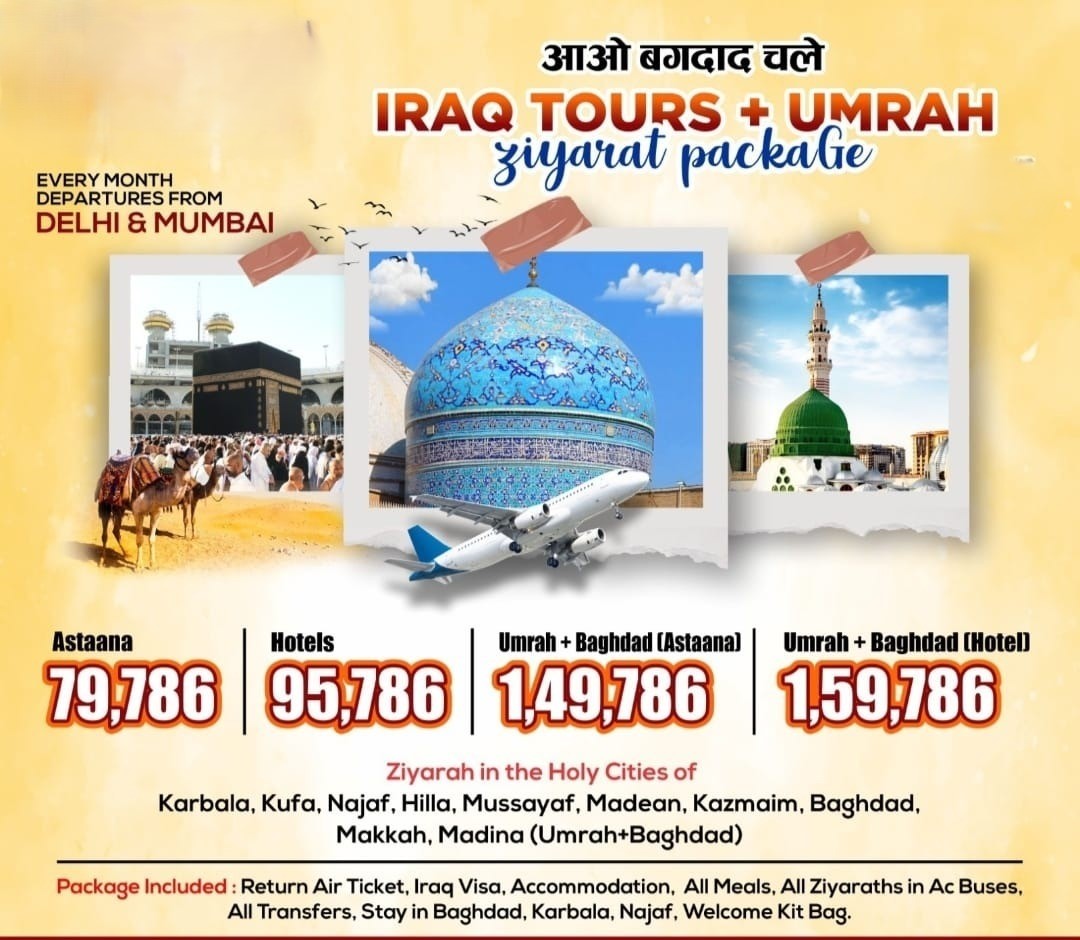 आओ बगदाद चले
IRAQ TOURS + UMRAH
ziyarat packaGe
EVERY MONTH
DEPARTURES FROM
DELHI & MUMBAI
Astaana
79,786
Hotels
95,786
Umrah + Baghdad (Astaana)
1,49,786
Umrah + Baghdad (Hotel)
1,59,786
Ziyarah in the Holy Cities of
Karbala, Kufa, Najaf, Hilla, Mussayaf, Madean, Kazmaim, Baghdad,
Makkah, Madina (Umrah+Baghdad)
Package Included : Return Air Ticket, Iraq Visa, Accommodation, All Meals, All Ziyaraths in Ac Buses,
All Transfers, Stay in Baghdad, Karbala, Najaf, Welcome Kit Bag.